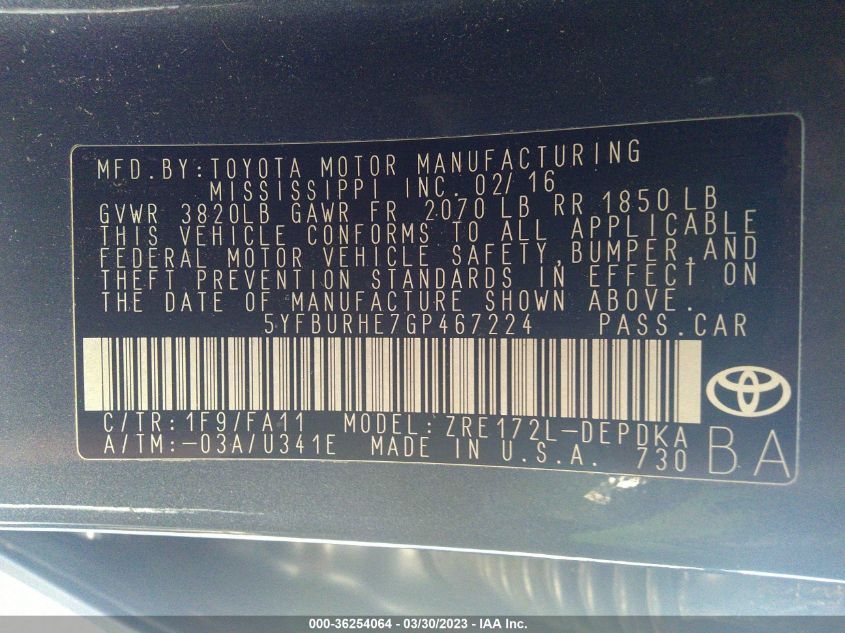 MFD.BY:TOYOTA MOTOR MANUFACTURING
MISSISSIPPI INC. 02/16
GVWR 3820LB GAWR FR 2070LB RR 1850LB
THIS VEHICLE CONFORMS TO ALL APPLICABLE
FEDERAL MOTOR VEHICLE SAFETY,BUMPER,AND
THEFT PREVENTION STANDARDS IN EFFECT ON
THE DATE OF MANUFACTURE SHOWN ABOVE.
5YFBURHE7GP467224 PASS.CAR
C/TR:1F9/FA11 MODEL:ZRE172L-DEPDKA
A/TM:-03A/U341E MADE IN U.S.A. 730
BA
000-36254064 - 03/30/2023 - IAA Inc.